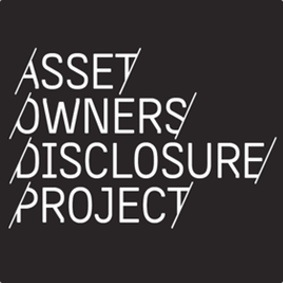 ASSET
OWNERS
DISCLOSURE
PROJECT